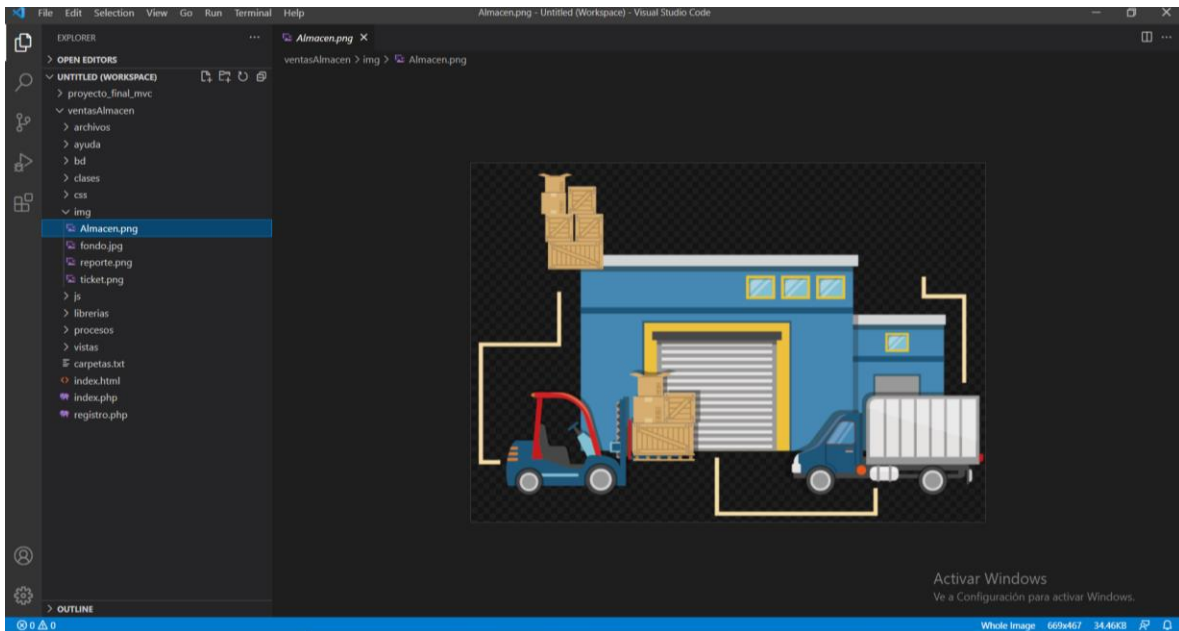 File Edit Selection View Go Run Terminal Help
Almacen.png - Untitled (Workspace) - Visual Studio Code
EXPLORER
OPEN EDITORS
UNTITLED (WORKSPACE)
proyecto_final_mvc
ventasAlmacen
archivos
ayuda
bd
clases
css
img
Almacen.png
fondo.jpg
reporte.png
ticket.png
js
librerias
procesos
vistas
carpetas.txt
index.html
index.php
registro.php
OUTLINE
Almacen.png
ventasAlmacen > img > Almacen.png
Activar Windows
Ve a Configuración para activar Windows.
0 0
Whole Image 669x467 34.46KB